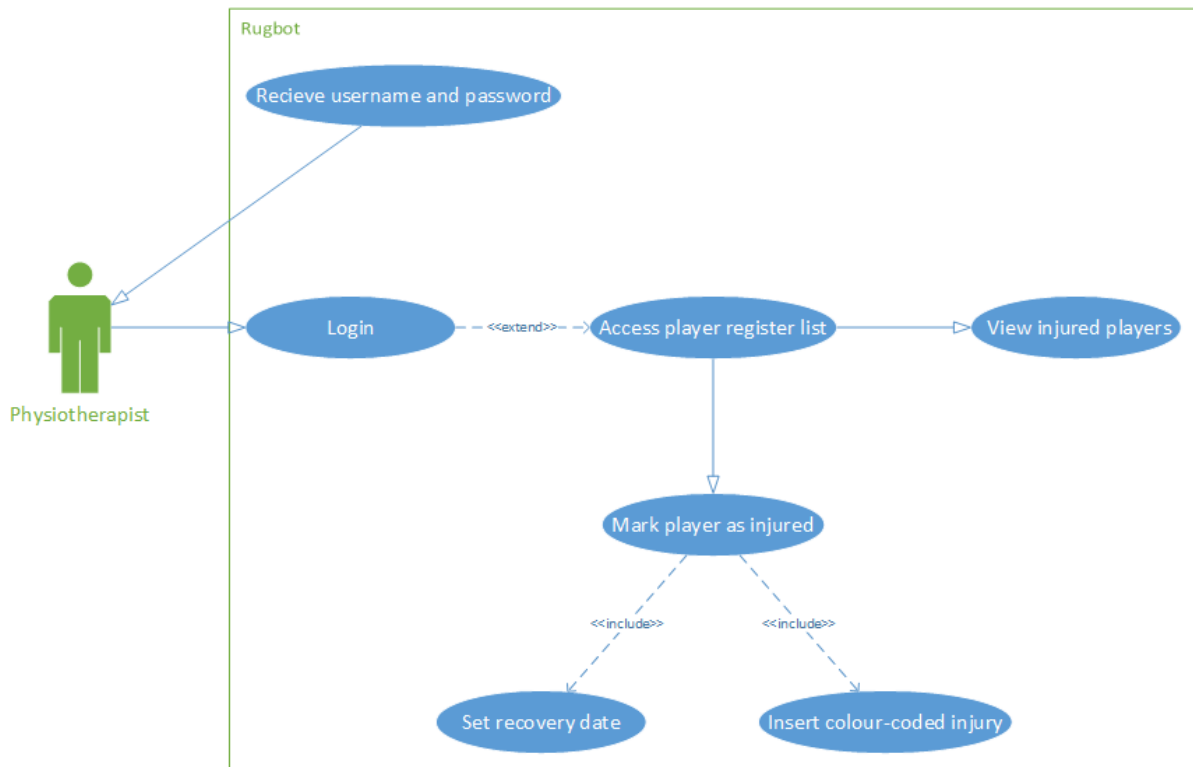 Rugbot
Recieve username and password
Login
<<extend>>
Access player register list
View injured players
Physiotherapist
Mark player as injured
<<include>>
<<include>>
Set recovery date
Insert colour-coded injury